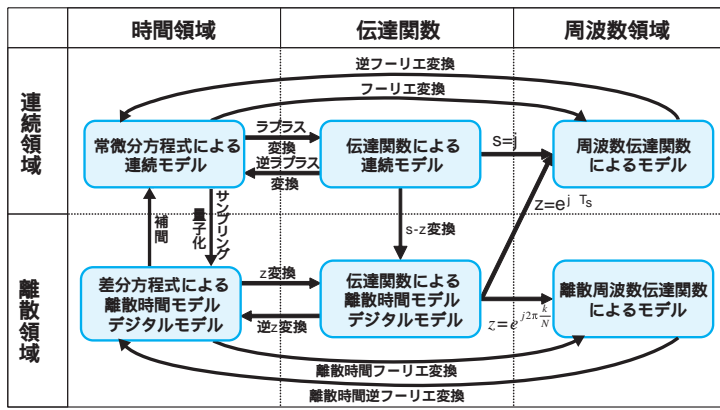 時間領域
伝達関数
周波数領域
連続領域
逆フーリエ変換
フーリエ変換
常微分方程式による
連続モデル
ラプラス
変換
逆ラプラス
変換
伝達関数による
連続モデル
s=j
周波数伝達関数
によるモデル
補間
サンプリング
量子化
s-z変換
z=e^{j Ts}
離散領域
差分方程式による
離散時間モデル
デジタルモデル
z変換
逆z変換
伝達関数による
離散時間モデル
デジタルモデル
z=e^{j2π\frac{k}{N}}
離散周波数伝達関数
によるモデル
離散時間フーリエ変換
離散時間逆フーリエ変換